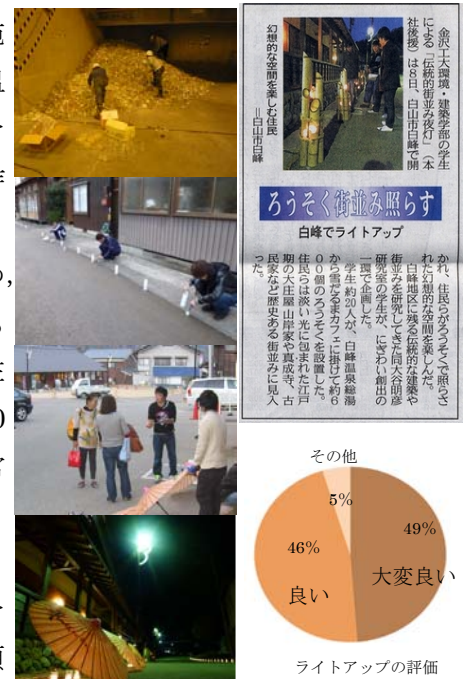 金沢工大環境・建築学部の学生
による「伝統的街並み夜灯」（本
社後援）は８日、白山市白峰で開
幻想的な空間を楽しむ住民
＝白山市白峰
ろうそく街並み照らす
白峰でライトアップ
かれ、住民らがろうそくで照らさ
れた幻想的な空間を楽しんだ。
白峰地区に残る伝統的な建築や
街並みを研究してきた同大谷明彦
研究室の学生が、にぎわい創出の
一環で企画した。
学生約20人が、白峰温泉総湯
から雪だるまカフェに掛けて約６
００個のろうそくを設置した。
住民らは淡い光に包まれた江戸
期の大庄屋山岸家や真成寺、古
民家など歴史ある街並みに見入
った。
その他
5%
49%
大変良い
46%
良い
ライトアップの評価